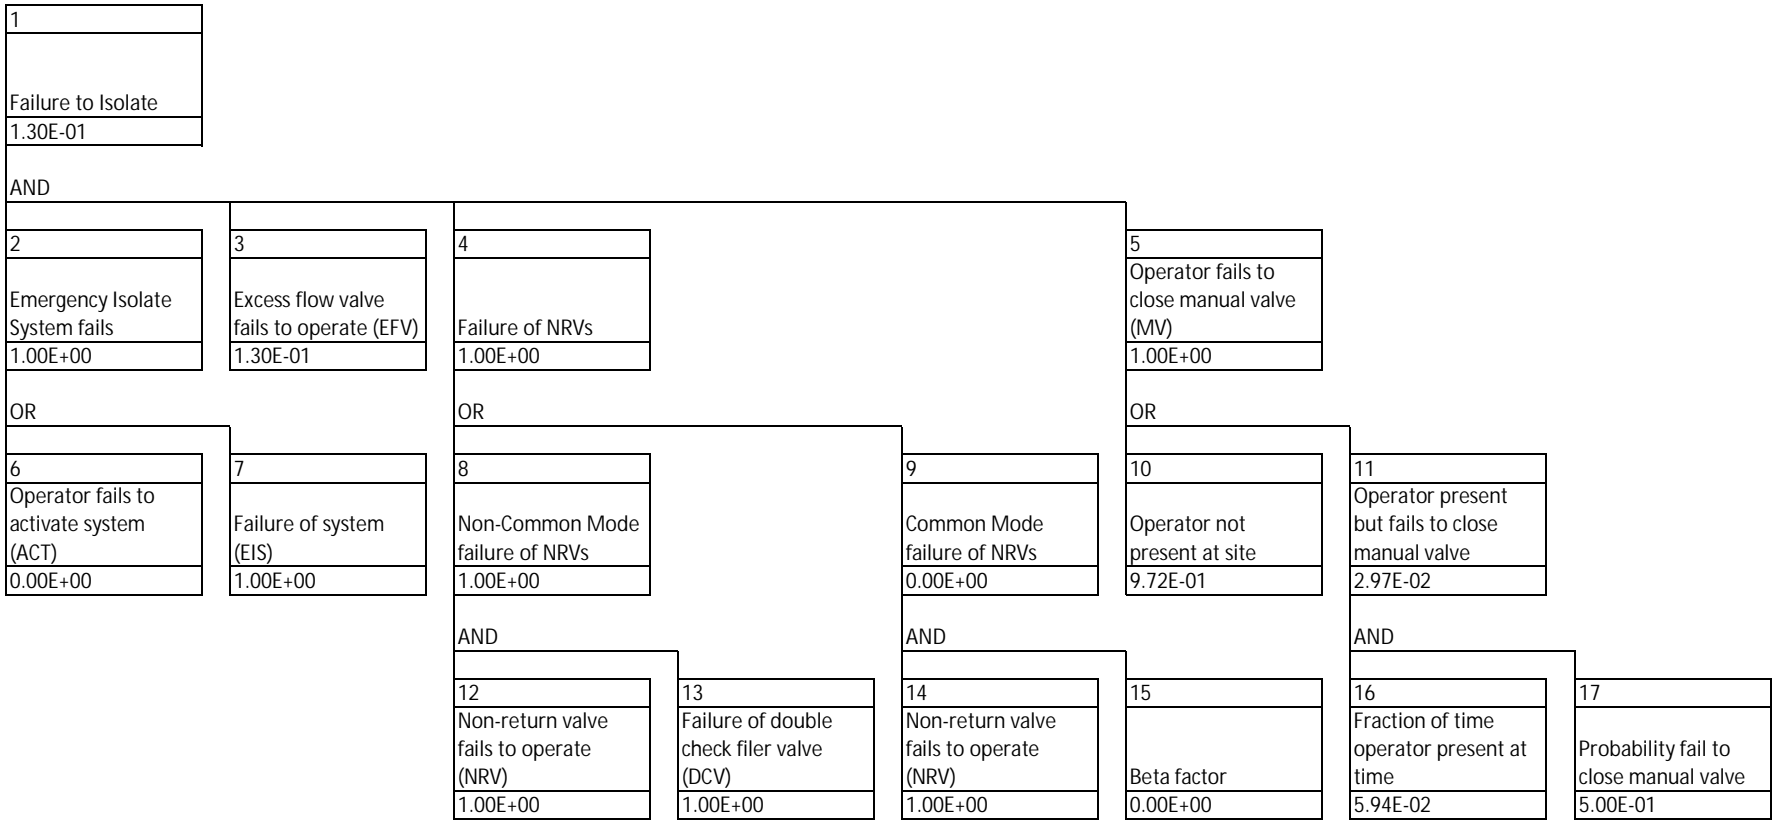 1
Failure to Isolate
1.30E-01
AND
2
Emergency Isolate
System fails
1.00E+00
3
Excess flow valve
fails to operate (EFV)
1.30E-01
4
Failure of NRVs
1.00E+00
5
Operator fails to
close manual valve
(MV)
1.00E+00
OR
OR
OR
6
Operator fails to
activate system
(ACT)
0.00E+00
7
Failure of system
(EIS)
1.00E+00
8
Non-Common Mode
failure of NRVs
1.00E+00
9
Common Mode
failure of NRVs
0.00E+00
10
Operator not
present at site
9.72E-01
11
Operator present
but fails to close
manual valve
2.97E-02
AND
AND
AND
12
Non-return valve
fails to operate
(NRV)
1.00E+00
13
Failure of double
check filer valve
(DCV)
1.00E+00
14
Non-return valve
fails to operate
(NRV)
1.00E+00
15
Beta factor
0.00E+00
16
Fraction of time
operator present at
time
5.94E-02
17
Probability fail to
close manual valve
5.00E-01